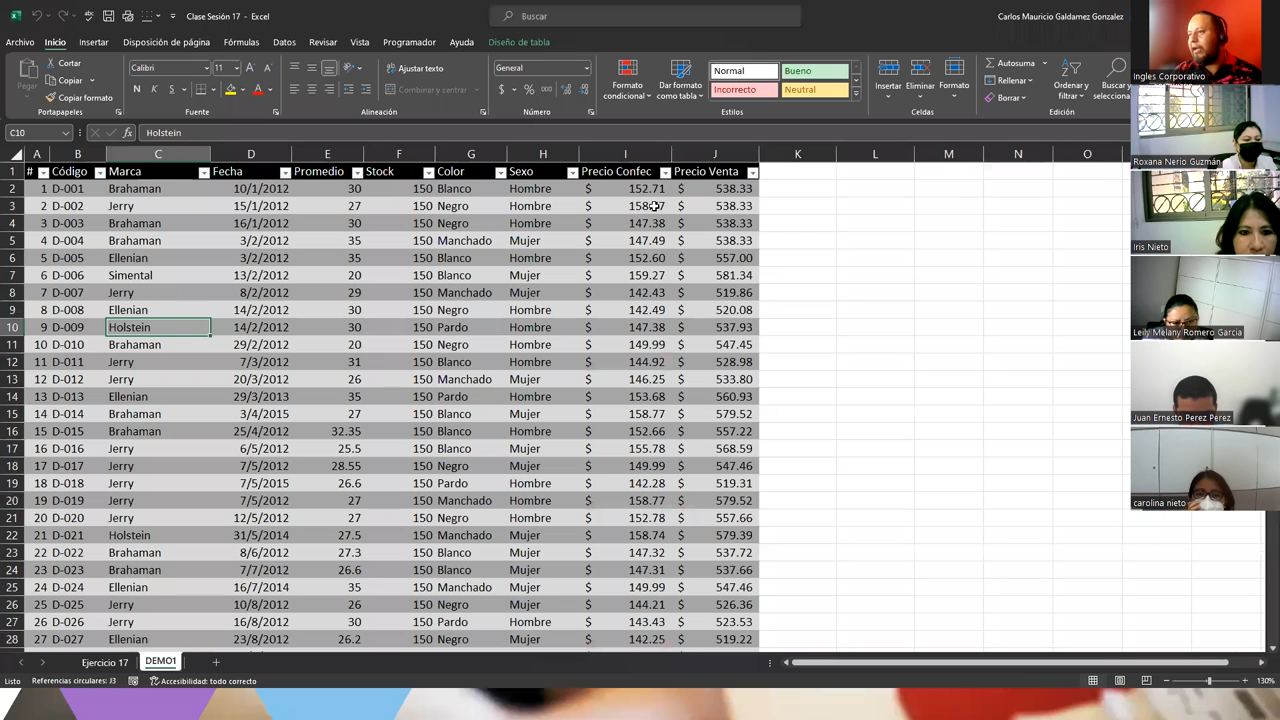 Clase Sesión 17 - Excel
Buscar
Carlos Mauricio Galdamez Gonzalez
Archivo Inicio Insertar Disposición de página Fórmulas Datos Revisar Vista Programador Ayuda Diseño de tabla
Pegar
Cortar
Copiar
Copiar formato
Portapapeles
Calibri 11
N K S
Fuente
Ajustar texto
Combinar y centrar
Alineación
General
$ % 000
Número
Formato condicional
Dar formato como tabla
Normal Bueno
Incorrecto Neutral
Estilos
Insertar Eliminar Formato
Celdas
Autosuma
Rellenar
Borrar
Ordenar y filtrar
Buscar y
Edición
C10 fx Holstein
A B C D E F G H I J K L M N O
1 # Código Marca Fecha Promedio Stock Color Sexo Precio Confec Precio Venta
2 1 D-001 Brahaman 10/1/2012 30 150 Blanco Hombre $ 152.71 $ 538.33
3 2 D-002 Jerry 15/1/2012 27 150 Negro Hombre $ $ 538.33
4 3 D-003 Brahaman 16/1/2012 30 150 Negro Hombre $ 147.38 $ 538.33
5 4 D-004 Brahaman 3/2/2012 35 150 Manchado Mujer $ 147.49 $ 538.33
6 5 D-005 Ellenian 3/2/2012 35 150 Blanco Hombre $ 152.60 $ 557.00
7 6 D-006 Simental 13/2/2012 20 150 Blanco Mujer $ 159.27 $ 581.34
8 7 D-007 Jerry 8/2/2012 29 150 Manchado Mujer $ 142.43 $ 519.86
9 8 D-008 Ellenian 14/2/2012 30 150 Negro Hombre $ 142.49 $ 520.08
10 9 D-009 Holstein 14/2/2012 30 150 Pardo Hombre $ 147.38 $ 537.93
11 10 D-010 Brahaman 29/2/2012 20 150 Negro Hombre $ 149.99 $ 547.45
12 11 D-011 Jerry 7/3/2012 31 150 Blanco Hombre $ 144.92 $ 528.98
13 12 D-012 Jerry 20/3/2012 26 150 Manchado Mujer $ 146.25 $ 533.80
14 13 D-013 Ellenian 29/3/2013 35 150 Pardo Hombre $ 153.68 $ 560.93
15 14 D-014 Brahaman 3/4/2015 27 150 Blanco Mujer $ 158.77 $ 579.52
16 15 D-015 Brahaman 25/4/2012 32.35 150 Blanco Hombre $ 152.66 $ 557.22
17 16 D-016 Jerry 6/5/2012 25.5 150 Blanco Mujer $ 155.78 $ 568.59
18 17 D-017 Jerry 7/5/2012 28.55 150 Negro Mujer $ 149.99 $ 547.46
19 18 D-018 Jerry 7/5/2015 26.6 150 Pardo Hombre $ 142.28 $ 519.31
20 19 D-019 Jerry 7/5/2012 27 150 Manchado Hombre $ 158.77 $ 579.52
21 20 D-020 Jerry 12/5/2012 27 150 Negro Hombre $ 152.78 $ 557.66
22 21 D-021 Holstein 31/5/2014 27.5 150 Manchado Mujer $ 158.74 $ 579.39
23 22 D-022 Brahaman 8/6/2012 27.3 150 Blanco Mujer $ 147.32 $ 537.72
24 23 D-023 Brahaman 7/7/2012 26.6 150 Blanco Mujer $ 147.31 $ 537.66
25 24 D-024 Ellenian 16/7/2014 35 150 Manchado Mujer $ 149.99 $ 547.46
26 25 D-025 Jerry 10/8/2012 26 150 Negro Mujer $ 144.21 $ 526.36
27 26 D-026 Jerry 16/8/2012 30 150 Pardo Hombre $ 143.43 $ 523.53
28 27 D-027 Ellenian 23/8/2012 26.2 150 Negro Mujer $ 142.25 $ 519.22
Ejercicio 17 DEMO1
Listo Referencias circulares: J3 Accesibilidad: todo correcto 130%
Ingles Corporativo
Roxana Nerio Guzmán
Iris Nieto
Leily Melany Romero Garcia
Juan Ernesto Perez Perez
carolina nieto